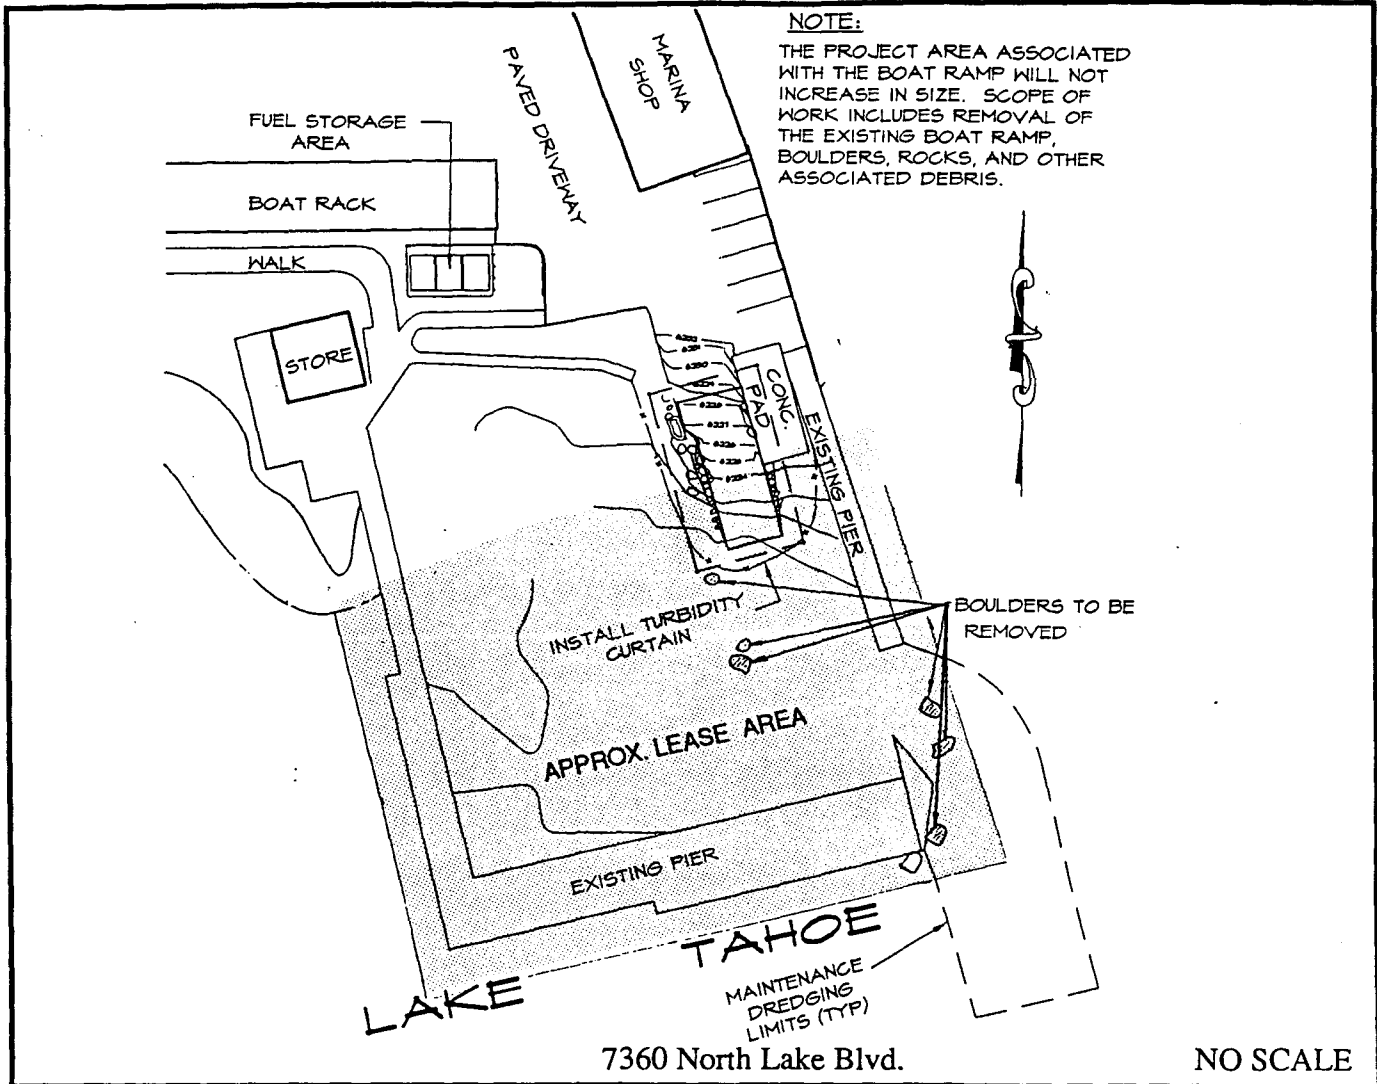 NOTE:
THE PROJECT AREA ASSOCIATED
WITH THE BOAT RAMP WILL NOT
INCREASE IN SIZE. SCOPE OF
WORK INCLUDES REMOVAL OF
THE EXISTING BOAT RAMP,
BOULDERS, ROCKS, AND OTHER
ASSOCIATED DEBRIS.
MARINA
SHOP
PAVED DRIVEWAY
FUEL STORAGE
AREA
BOAT RACK
WALK
STORE
CONC.
PAD
EXISTING PIER
BOULDERS TO BE
REMOVED
INSTALL TURBIDITY
CURTAIN
APPROX. LEASE AREA
EXISTING PIER
LAKE TAHOE
MAINTENANCE
DREDGING
LIMITS (TYP)
7360 North Lake Blvd.
NO SCALE